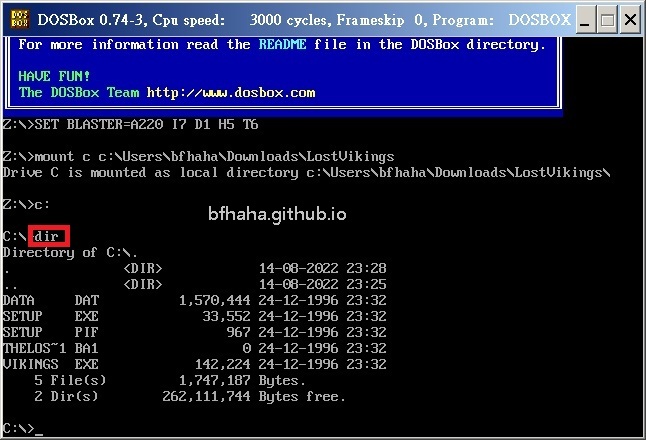 DOSBox 0.74-3, Cpu speed: 3000 cycles, Frameskip 0, Program: DOSBOX
For more information read the README file in the DOSBox directory.
HAVE FUN!
The DOSBox Team http://www.dosbox.com
Z:\>SET BLASTER=A220 I7 D1 H5 T6
Z:\>mount c c:\Users\bfhaha\Downloads\LostVikings
Drive C is mounted as local directory c:\Users\bfhaha\Downloads\LostVikings\
Z:\>c:
bfhaha.github.io
C:\>dir
Directory of C:\.
. <DIR> 14-08-2022 23:28
.. <DIR> 14-08-2022 23:25
DATA DAT 1,570,444 24-12-1996 23:32
SETUP EXE 33,552 24-12-1996 23:32
SETUP PIF 967 24-12-1996 23:32
THELOS~1 BA1 0 24-12-1996 23:32
VIKINGS EXE 142,224 24-12-1996 23:32
5 File(s) 1,747,187 Bytes.
2 Dir(s) 262,111,744 Bytes free.
C:\>_